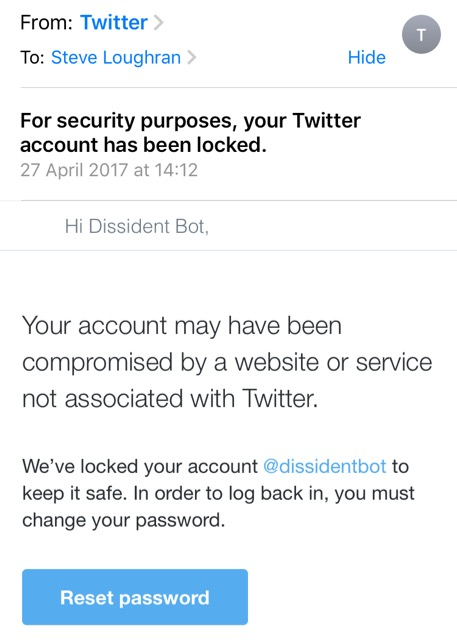 From: Twitter
T
To: Steve Loughran
Hide
For security purposes, your Twitter
account has been locked.
27 April 2017 at 14:12
Hi Dissident Bot,
Your account may have been
compromised by a website or service
not associated with Twitter.
We’ve locked your account @dissidentbot to
keep it safe. In order to log back in, you must
change your password.
Reset password